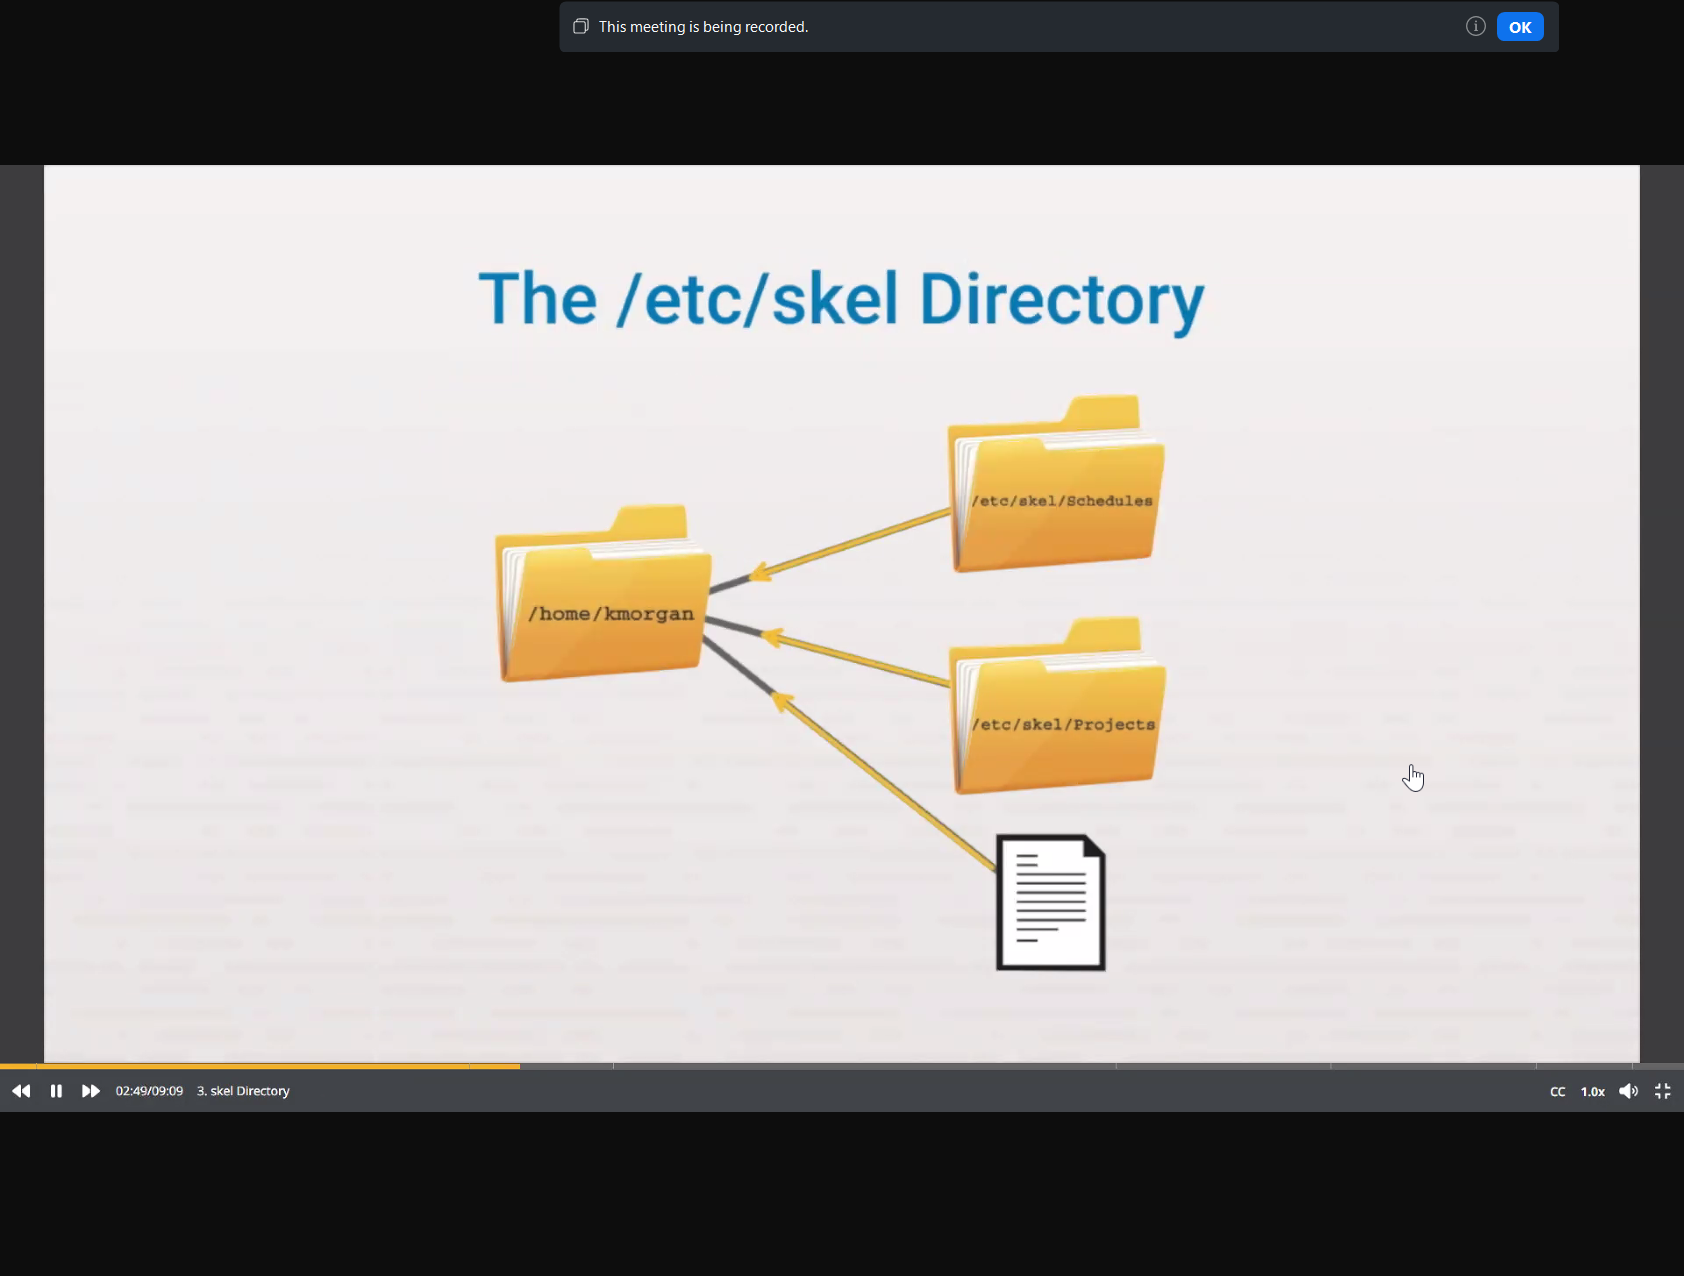 This meeting is being recorded.
OK
The /etc/skel Directory
/etc/skel/Schedules
/home/kmorgan
/etc/skel/Projects
02:49/09:09 3. skel Directory
CC 1.0x